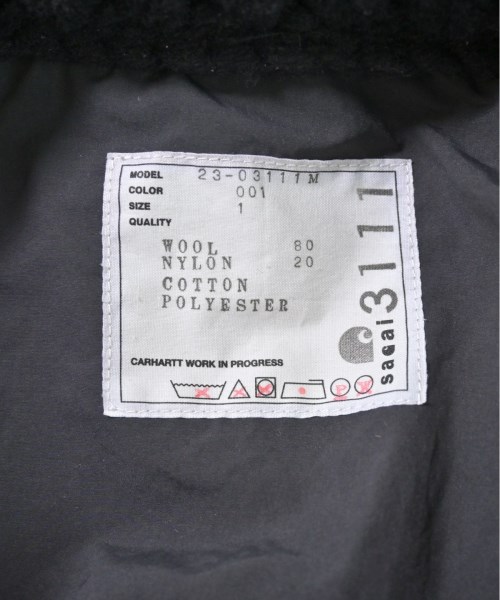 MODEL 23-03111M
COLOR 001
SIZE 1
QUALITY
WOOL 80
NYLON 20
COTTON
POLYESTER
CARHARTT WORK IN PROGRESS
P W
sacai 3111